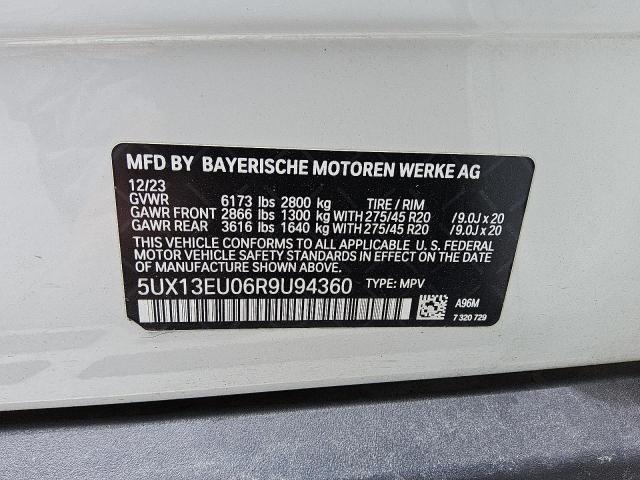 MFD BY BAYERISCHE MOTOREN WERKE AG
12/23
GVWR 6173 lbs 2800 kg TIRE / RIM
GAWR FRONT 2866 lbs 1300 kg WITH 275/45 R20 /9.0J x 20
GAWR REAR 3616 lbs 1640 kg WITH 275/45 R20 /9.0J x 20
THIS VEHICLE CONFORMS TO ALL APPLICABLE U. S. FEDERAL
MOTOR VEHICLE SAFETY STANDARDS IN EFFECT ON THE
DATE OF MANUFACTURE SHOWN ABOVE.
5UX13EU06R9U94360 TYPE: MPV
A96M
7 320 729